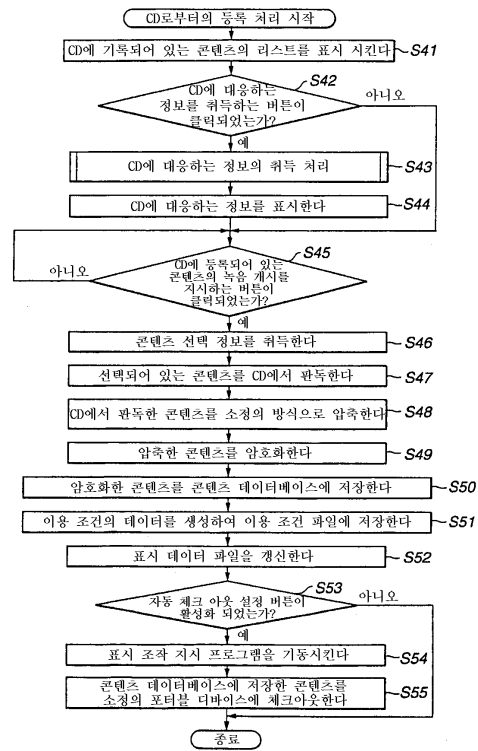 CD로부터의 등록 처리 시작
CD에 기록되어 있는 콘텐츠의 리스트를 표시 시킨다
S41
CD에 대응하는
정보를 취득하는 버튼이
클릭되었는가?
S42
아니오
예
CD에 대응하는 정보의 취득 처리
S43
CD에 대응하는 정보를 표시한다
S44
CD에 등록되어 있는
콘텐츠의 녹음 개시를
지시하는 버튼이
클릭되었는가?
S45
아니오
예
콘텐츠 선택 정보를 취득한다
S46
선택되어 있는 콘텐츠를 CD에서 판독한다
S47
CD에서 판독한 콘텐츠를 소정의 방식으로 압축한다
S48
압축한 콘텐츠를 암호화한다
S49
암호화한 콘텐츠를 콘텐츠 데이터베이스에 저장한다
S50
이용 조건의 데이터를 생성하여 이용 조건 파일에 저장한다
S51
표시 데이터 파일을 갱신한다
S52
자동 체크 아웃 설정 버튼이
활성화 되었는가?
S53
아니오
예
표시 조작 지시 프로그램을 기동시킨다
S54
콘텐츠 데이터베이스에 저장한 콘텐츠를
소정의 포터블 디바이스에 체크아웃한다
S55
종료